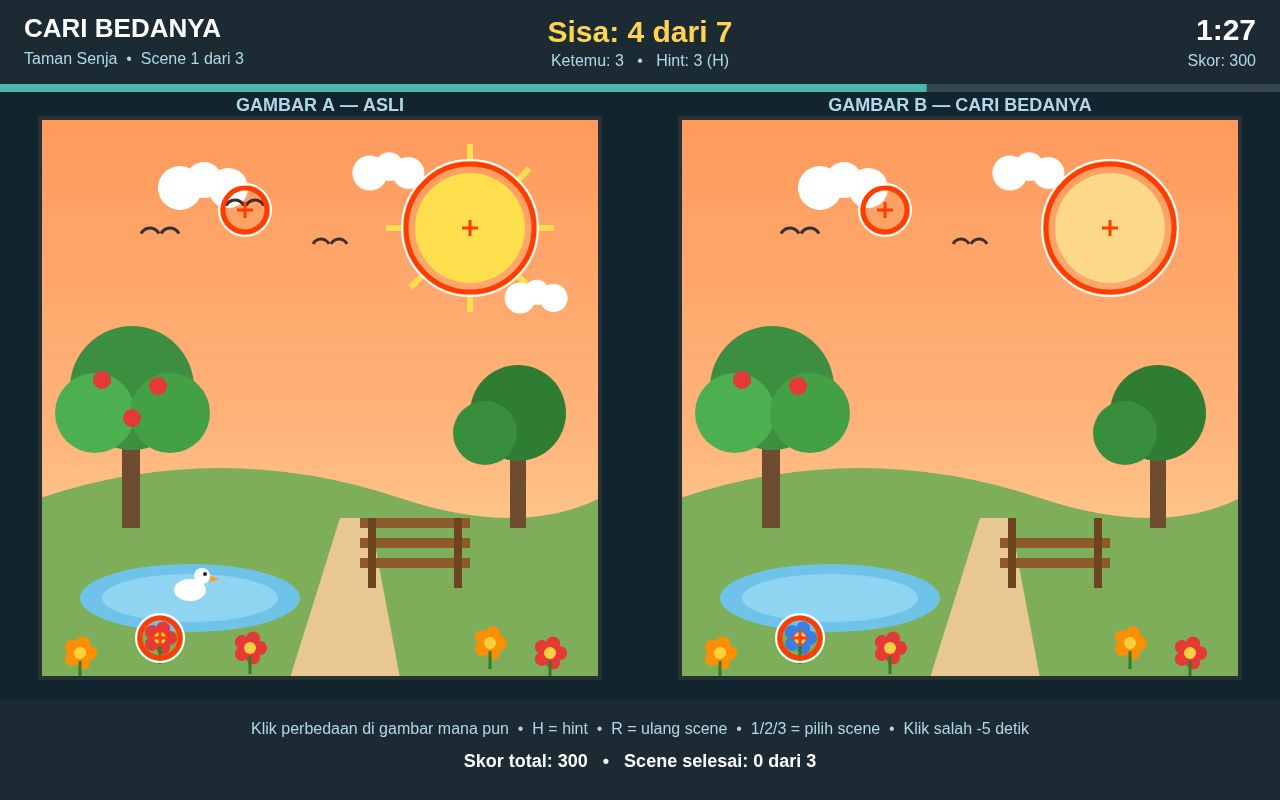 CARI BEDANYA
Taman Senja • Scene 1 dari 3
Sisa: 4 dari 7
Ketemu: 3 • Hint: 3 (H)
1:27
Skor: 300
GAMBAR A — ASLI
GAMBAR B — CARI BEDANYA
Klik perbedaan di gambar mana pun • H = hint • R = ulang scene • 1/2/3 = pilih scene • Klik salah -5 detik
Skor total: 300 • Scene selesai: 0 dari 3